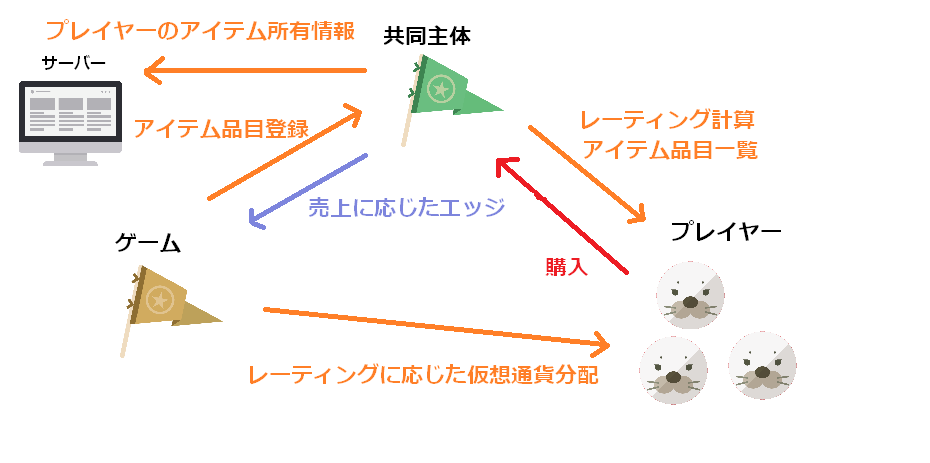 プレイヤーのアイテム所有情報
共同主体
サーバー
アイテム品目登録
レーティング計算
アイテム品目一覧
売上に応じたエッジ
プレイヤー
ゲーム
購入
レーティングに応じた仮想通貨分配